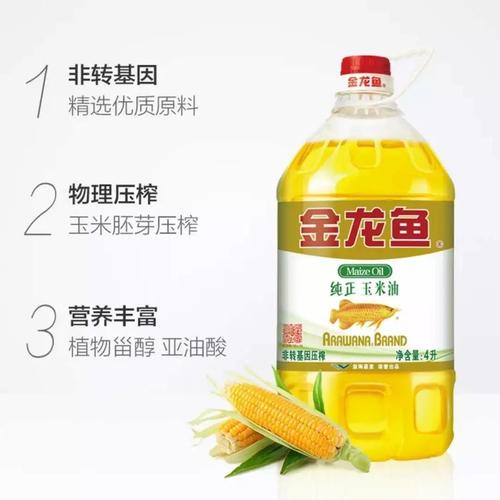 1
非转基因
精选优质原料
2
物理压榨
玉米胚芽压榨
3
营养丰富
植物甾醇 亚油酸
金龙鱼
金龙鱼
Maize Oil
纯正 玉米油
ARAWANA BRAND
非转基因压榨
净含量:4升